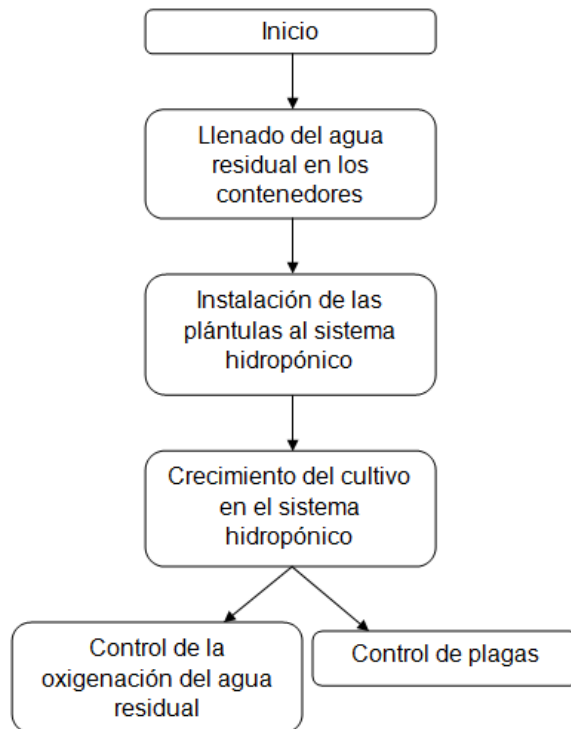 Inicio
Llenado del agua
residual en los
contenedores
Instalación de las
plántulas al sistema
hidropónico
Crecimiento del cultivo
en el sistema
hidropónico
Control de la
oxigenación del agua
residual
Control de plagas